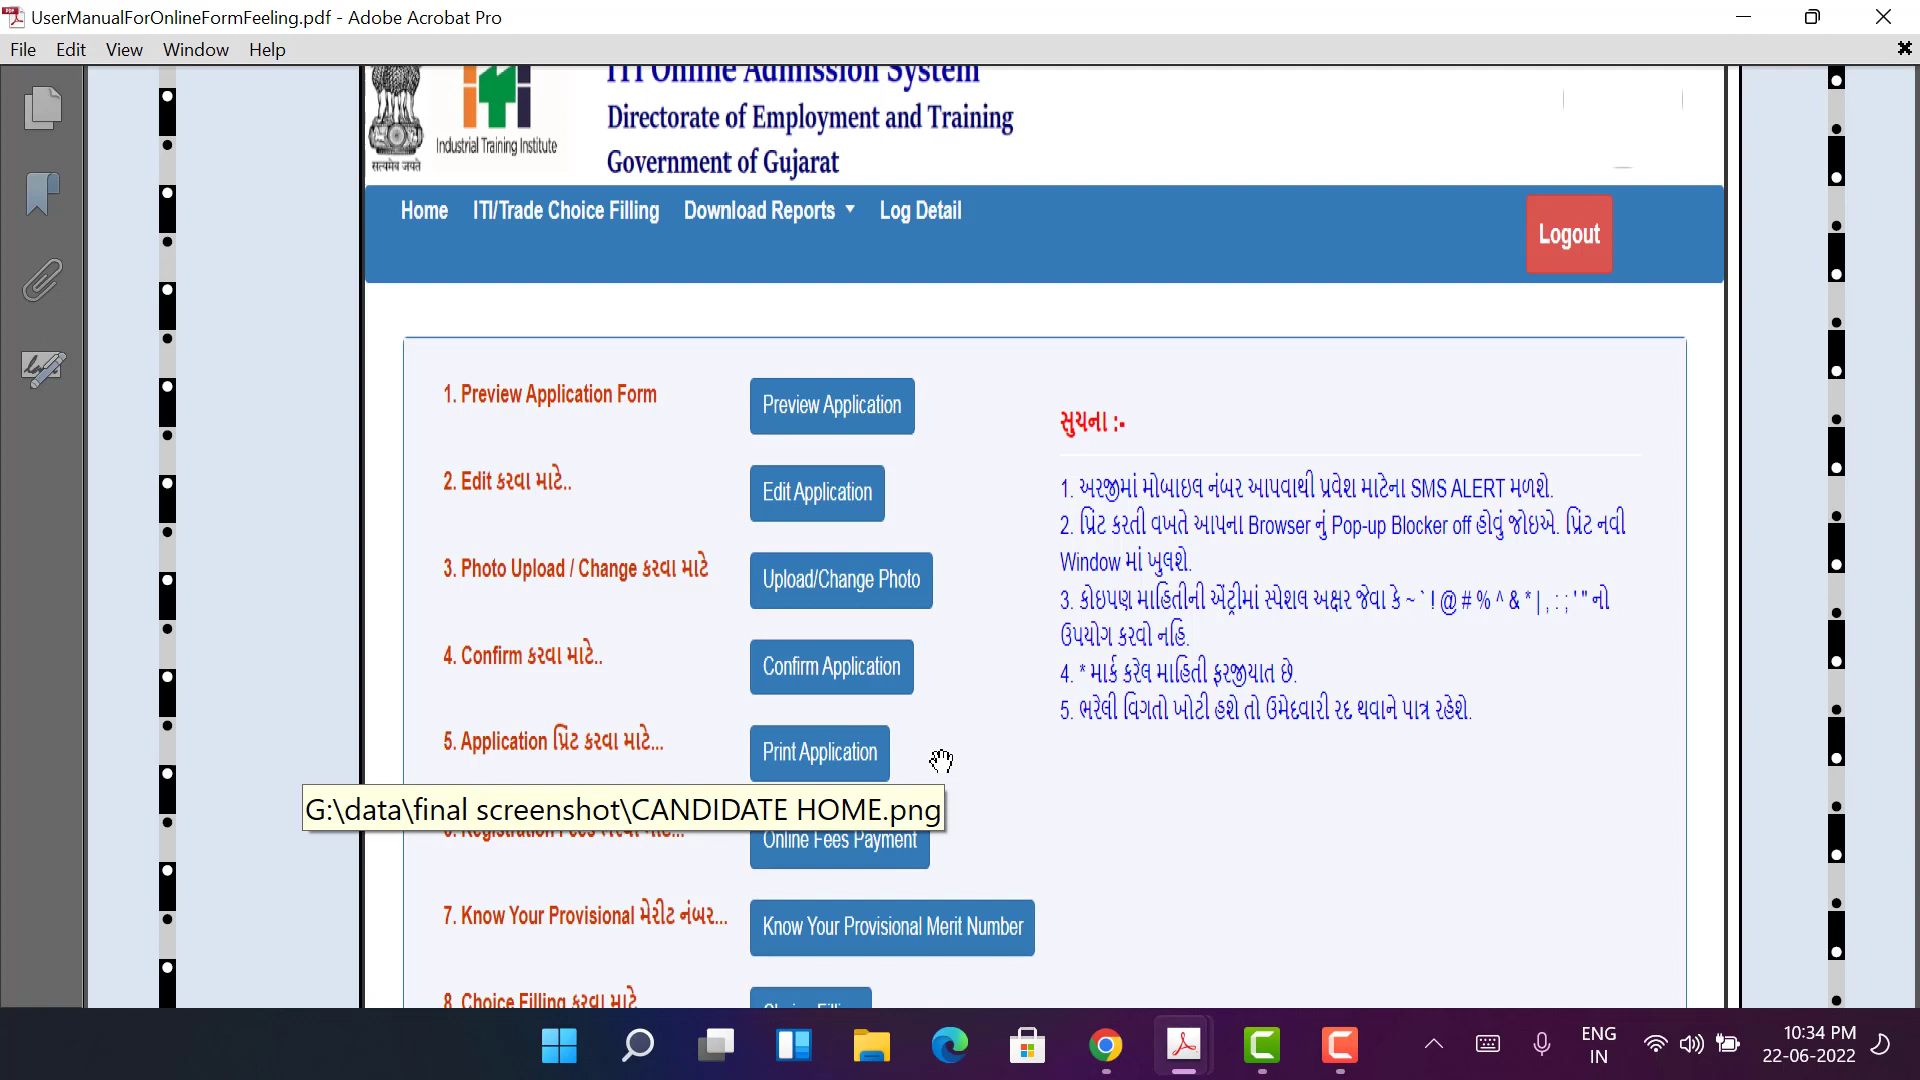 UserManualForOnlineFormFeeling.pdf - Adobe Acrobat Pro
File Edit View Window Help
ITI Online Admission System
Directorate of Employment and Training
Government of Gujarat
सत्यमेव जयते
Industrial Training Institute
Home ITI/Trade Choice Filling Download Reports Log Detail
Logout
1. Preview Application Form Preview Application
2. Edit કરવા માટે.. Edit Application
3. Photo Upload / Change કરવા માટે Upload/Change Photo
4. Confirm કરવા માટે.. Confirm Application
5. Application પ્રિંટ કરવા માટે... Print Application
G:\data\final screenshot\CANDIDATE HOME.png
Online Fees Payment
7. Know Your Provisional મેરીટ નંબર... Know Your Provisional Merit Number
8. Choice Filling કરવા માટે
સુચના :-
1. અરજીમાં મોબાઇલ નંબર આપવાથી પ્રવેશ માટેના SMS ALERT મળશે.
2. પ્રિંટ કરતી વખતે આપના Browser નું Pop-up Blocker off હોવું જોઇએ. પ્રિંટ નવી
Window માં ખુલશે.
3. કોઇપણ માહિતીની એંટ્રીમાં સ્પેશલ અક્ષર જેવા કે ~ ` ! @ # % ^ & * | , : ; ' " નો
ઉપયોગ કરવો નહિ.
4. * માર્ક કરેલ માહિતી ફરજીયાત છે.
5. ભરેલી વિગતો ખોટી હશે તો ઉમેદવારી રદ થવાને પાત્ર રહેશે.
ENG
IN
10:34 PM
22-06-2022